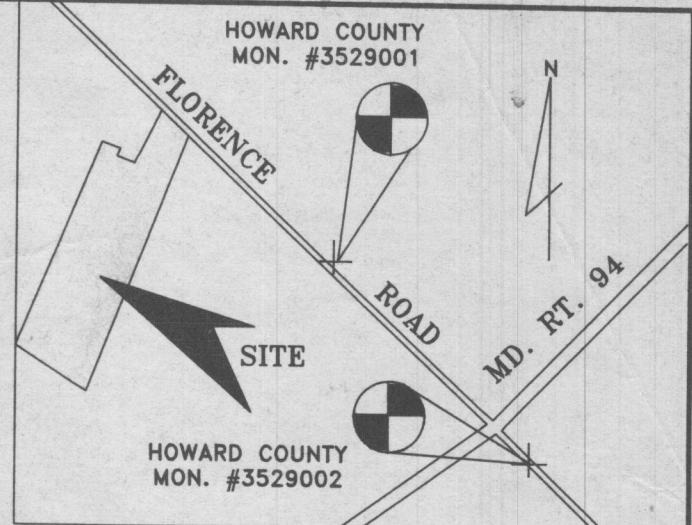 HOWARD COUNTY
MON. #3529001
N
FLORENCE
ROAD
MD. RT. 94
SITE
HOWARD COUNTY
MON. #3529002